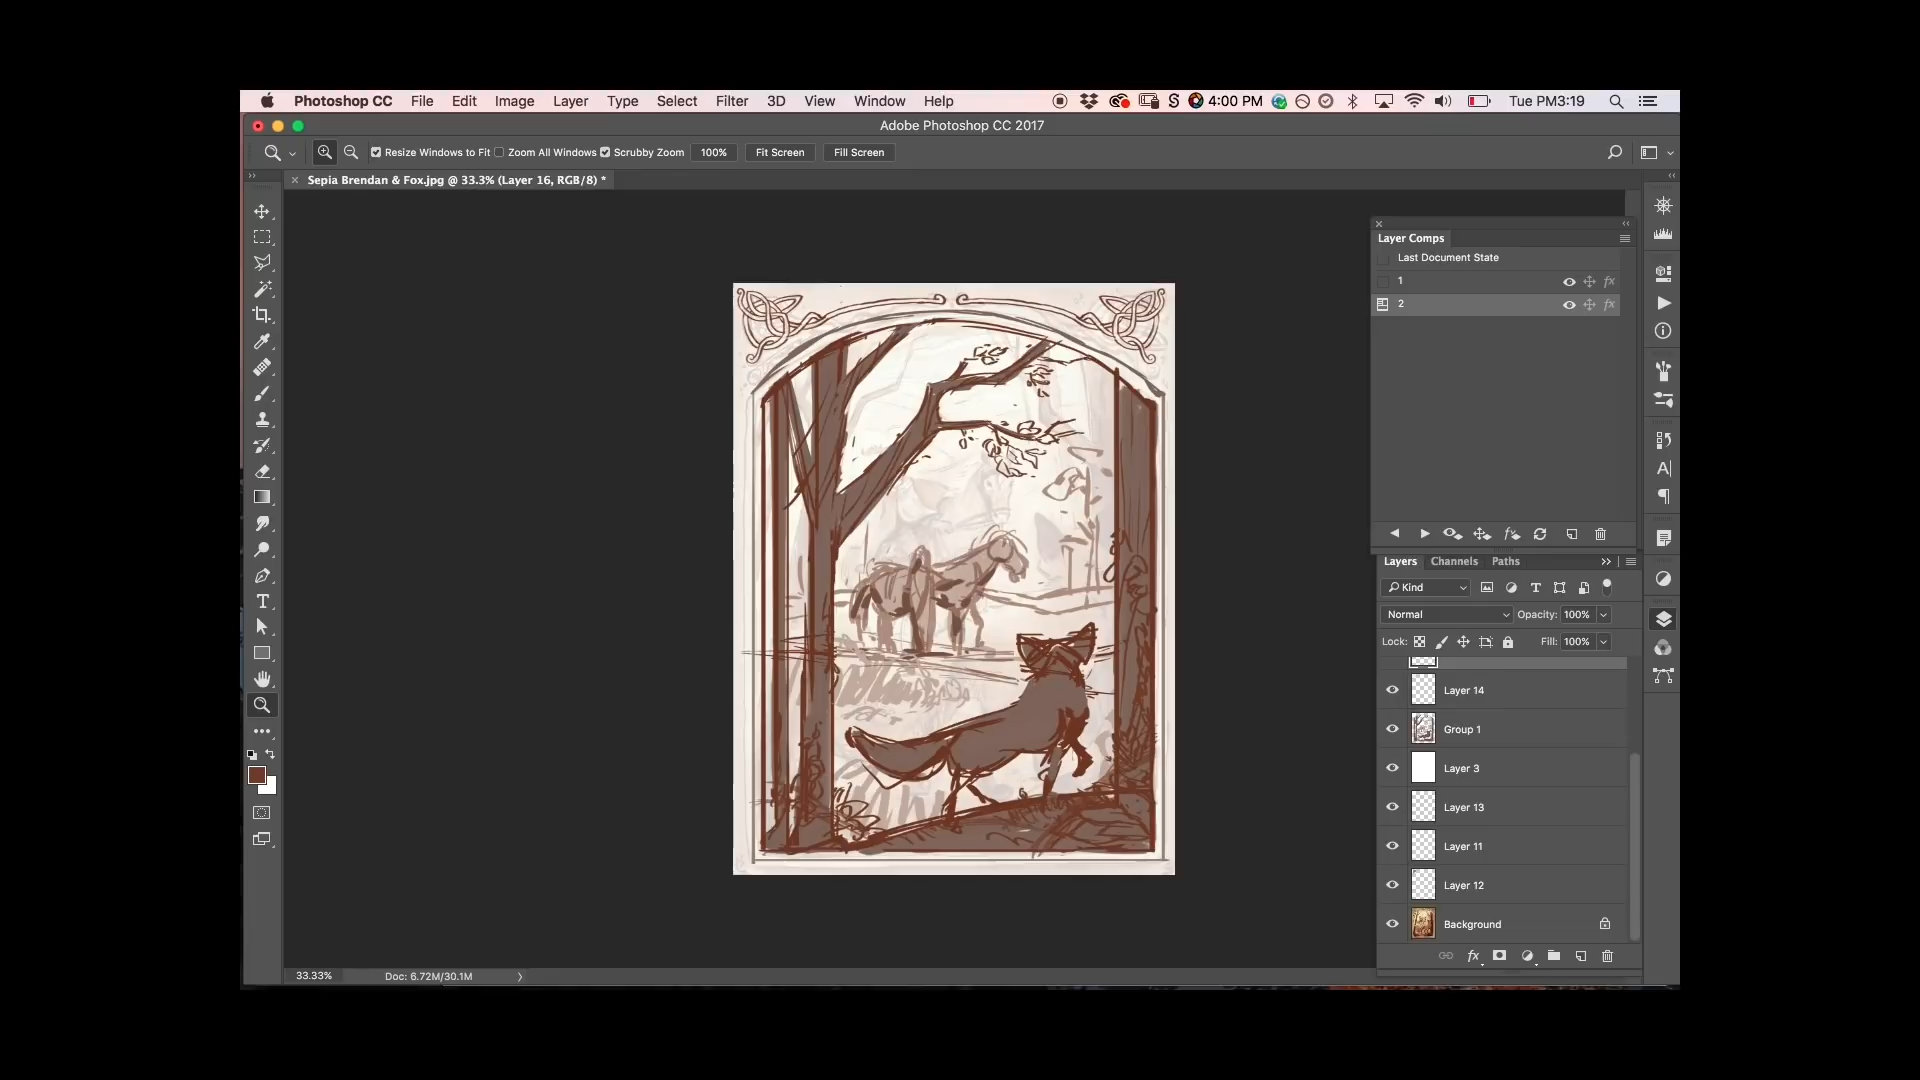 Photoshop CC File Edit Image Layer Type Select Filter 3D View Window Help 4:00 PM Tue PM3:19
Adobe Photoshop CC 2017
Resize Windows to Fit Zoom All Windows Scrubby Zoom 100% Fit Screen Fill Screen
Sepia Brendan & Fox.jpg @ 33.3% (Layer 16, RGB/8) *
Layer Comps
Last Document State
1
2
Layers Channels Paths
Kind
Normal Opacity: 100%
Lock: Fill: 100%
Layer 14
Group 1
Layer 3
Layer 13
Layer 11
Layer 12
Background
33.33% Doc: 6.72M/30.1M